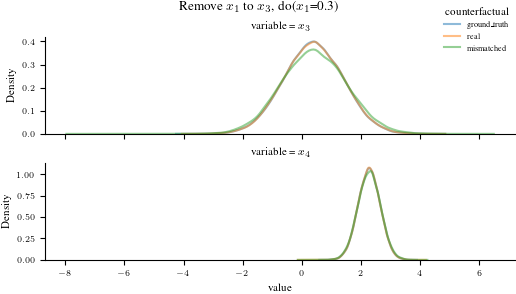 Remove x₁ to x₃, do(x₁=0.3)
counterfactual
ground_truth
real
mismatched
variable = x₃
Density
0.4
0.3
0.2
0.1
0.0
variable = x₄
Density
1.00
0.75
0.50
0.25
0.00
−8 −6 −4 −2 0 2 4 6
value